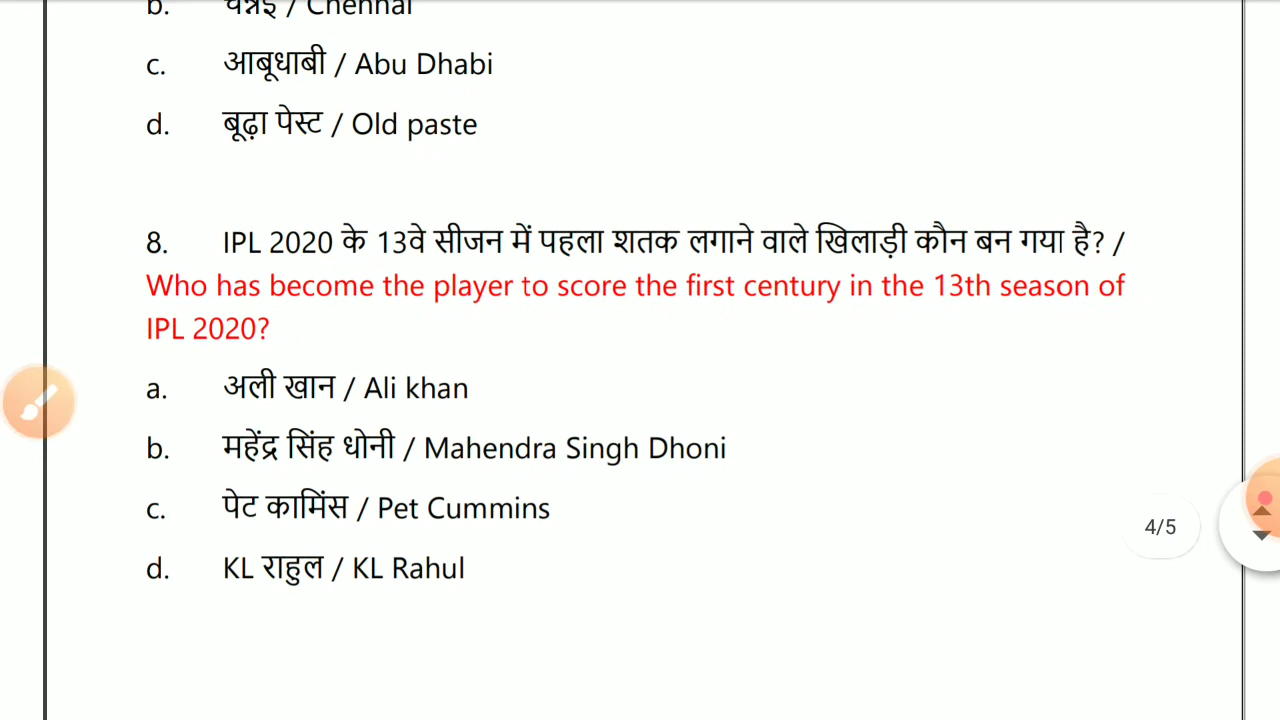 b. चेन्नई / Chennai
c. आबूधाबी / Abu Dhabi
d. बूढ़ा पेस्ट / Old paste
8. IPL 2020 के 13वे सीजन में पहला शतक लगाने वाले खिलाड़ी कौन बन गया है? /
Who has become the player to score the first century in the 13th season of
IPL 2020?
a. अली खान / Ali khan
b. महेंद्र सिंह धोनी / Mahendra Singh Dhoni
c. पेट कामिंस / Pet Cummins
4/5
d. KL राहुल / KL Rahul